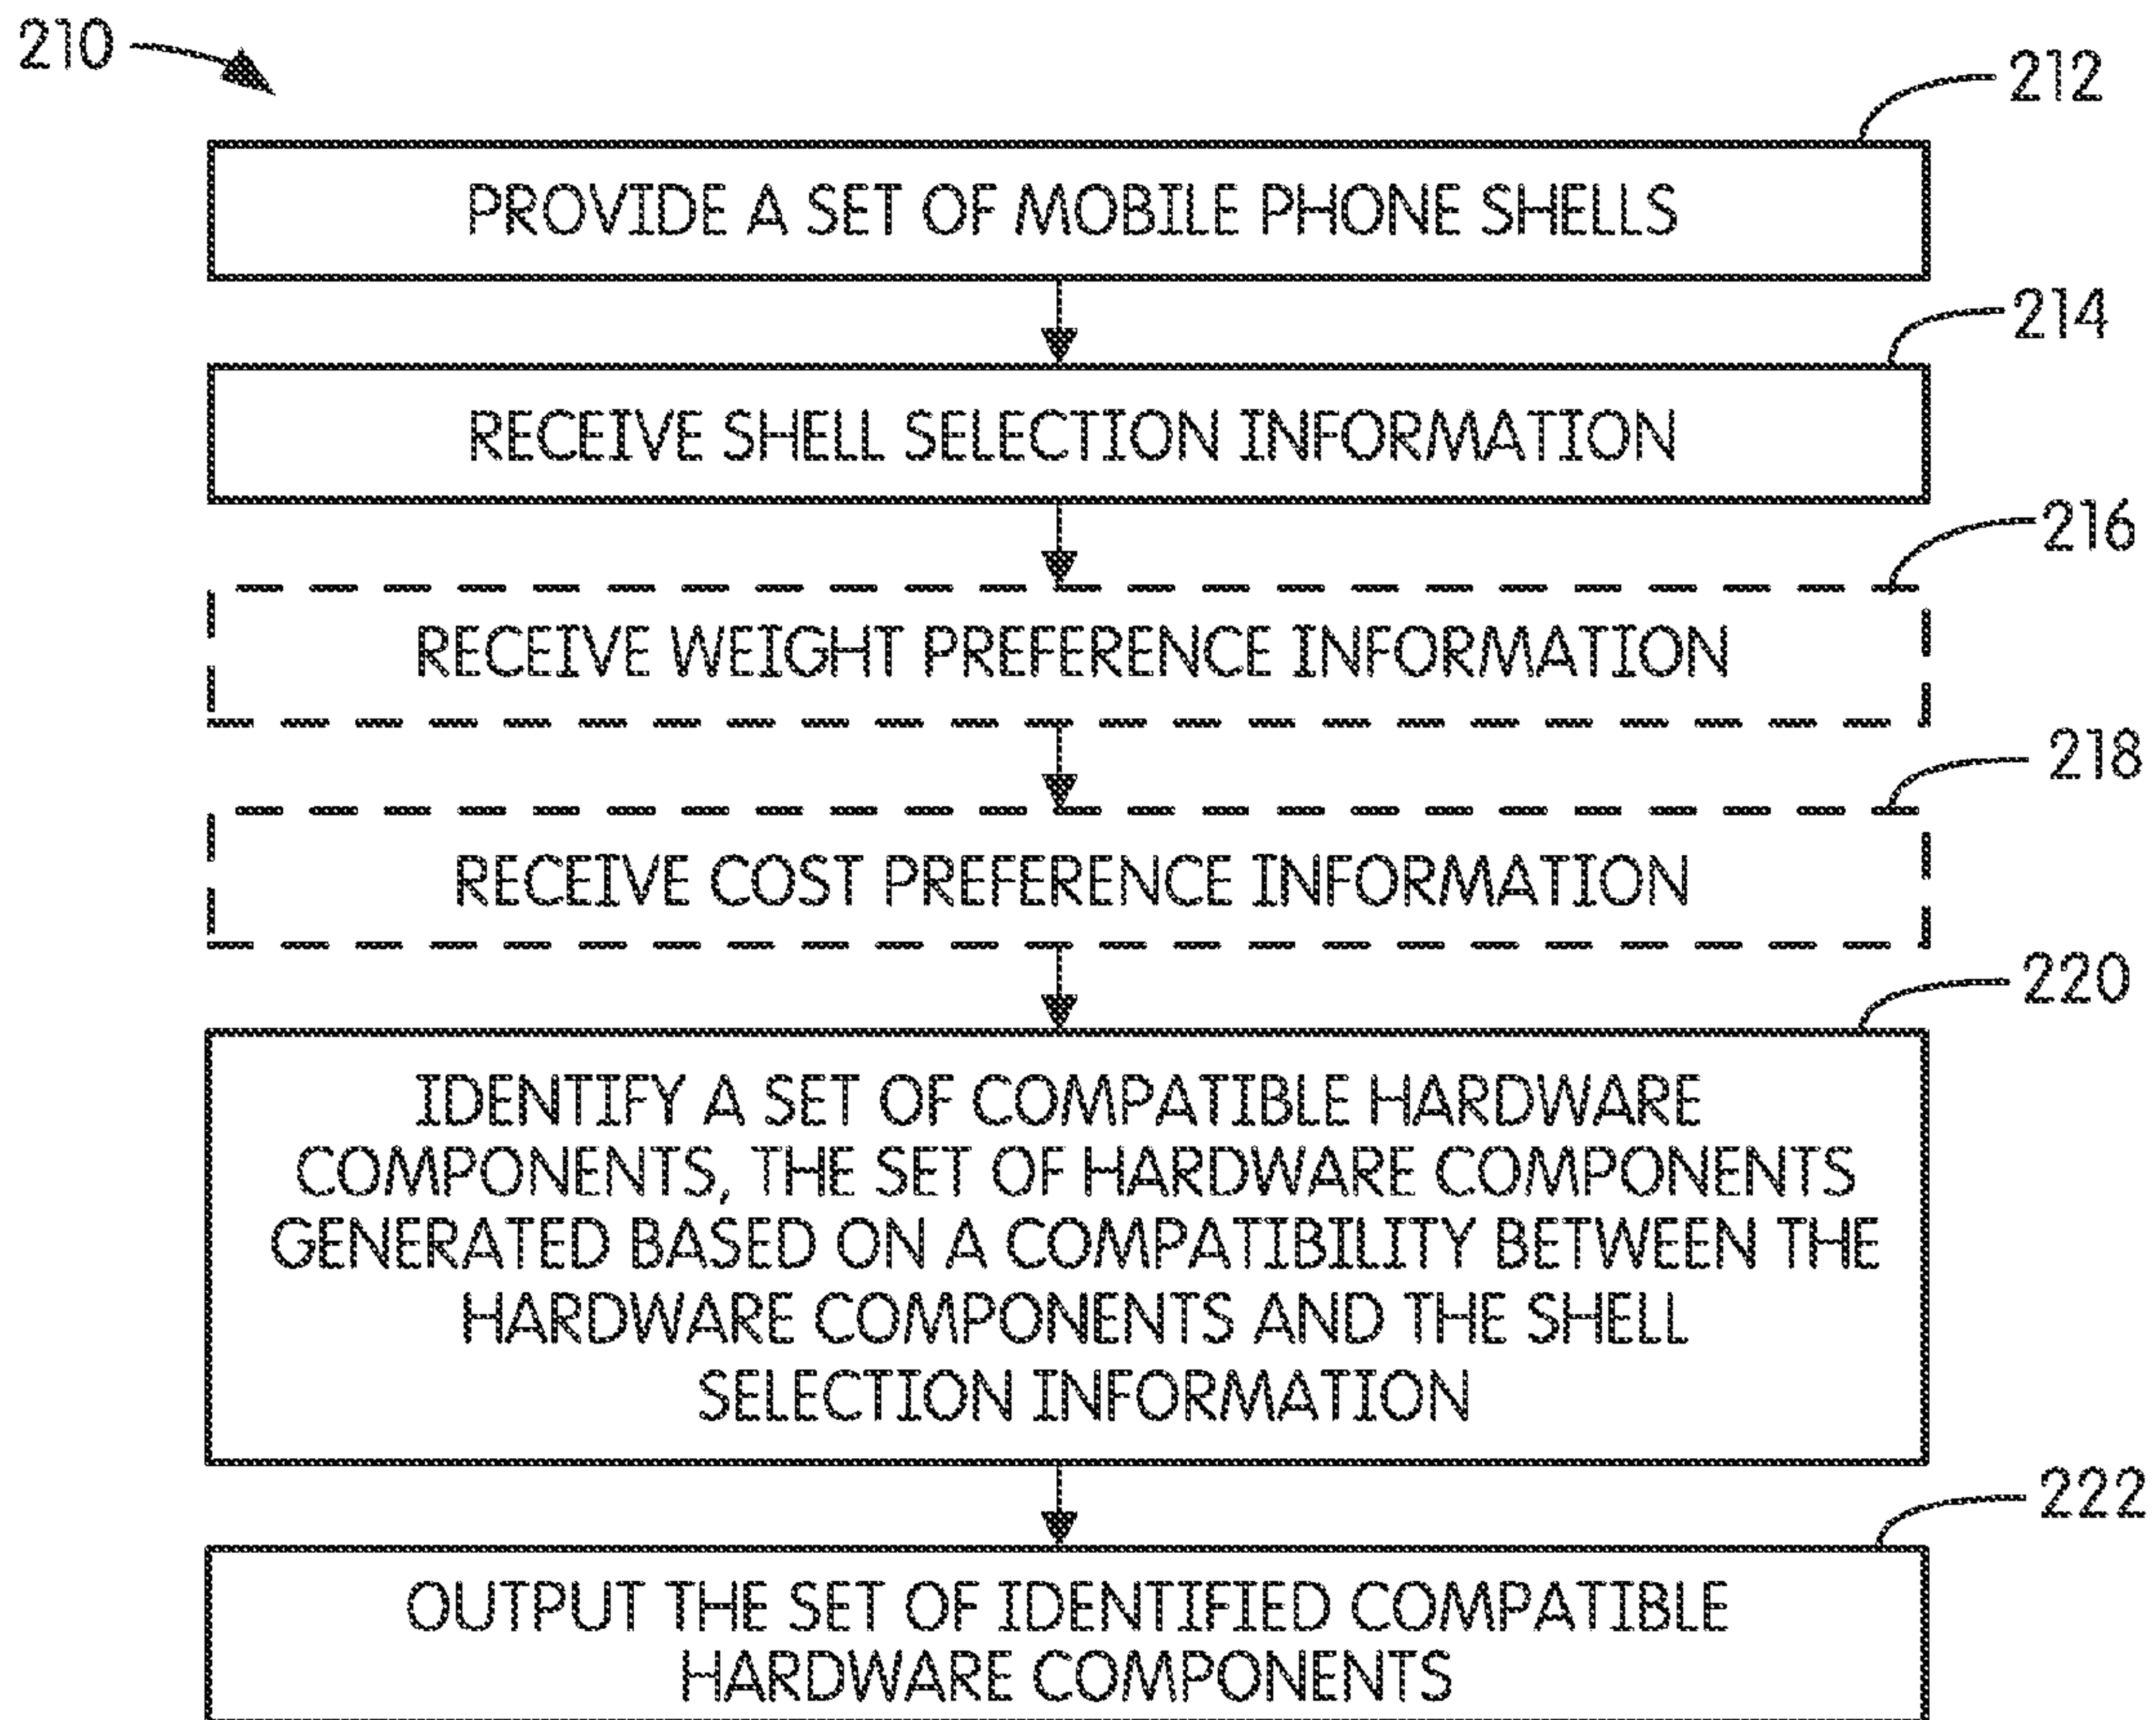 210
212
PROVIDE A SET OF MOBILE PHONE SHELLS
214
RECEIVE SHELL SELECTION INFORMATION
216
RECEIVE WEIGHT PREFERENCE INFORMATION
218
RECEIVE COST PREFERENCE INFORMATION
220
IDENTIFY A SET OF COMPATIBLE HARDWARE
COMPONENTS, THE SET OF HARDWARE COMPONENTS
GENERATED BASED ON A COMPATIBILITY BETWEEN THE
HARDWARE COMPONENTS AND THE SHELL
SELECTION INFORMATION
222
OUTPUT THE SET OF IDENTIFIED COMPATIBLE
HARDWARE COMPONENTS